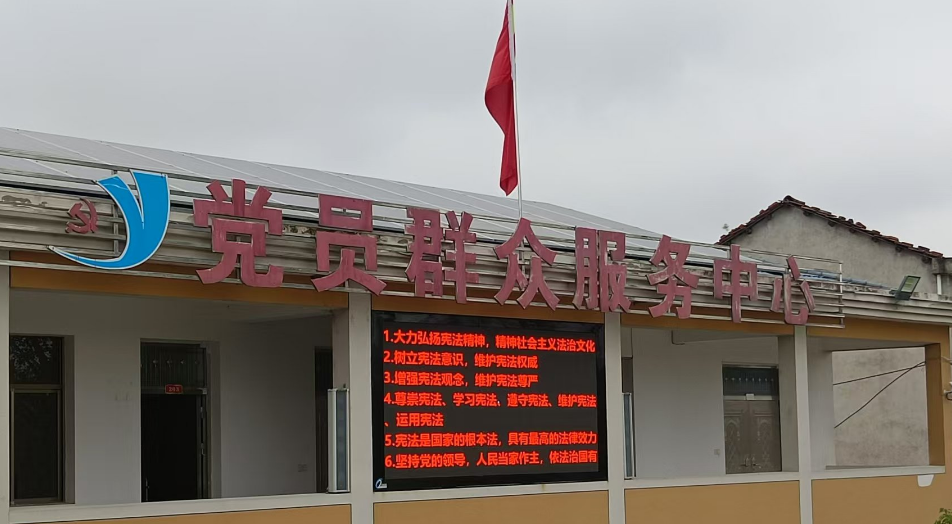 党员群众服务中心
1.大力弘扬宪法精神，精神社会主义法治文化
2.树立宪法意识，维护宪法权威
3.增强宪法观念，维护宪法尊严
4.尊崇宪法、学习宪法、遵守宪法、维护宪法
、运用宪法
5.宪法是国家的根本法，具有最高的法律效力
6.坚持党的领导，人民当家作主，依法治国有